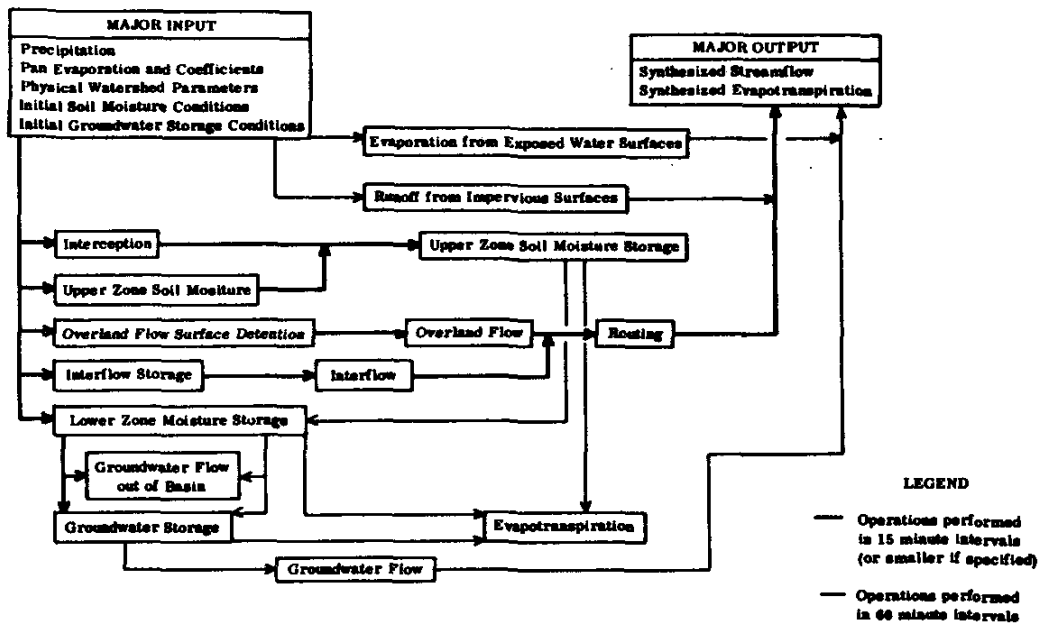 MAJOR INPUT
Precipitation
Pan Evaporation and Coefficients
Physical Watershed Parameters
Initial Soil Moisture Conditions
Initial Groundwater Storage Conditions
MAJOR OUTPUT
Synthesized Streamflow
Synthesized Evapotranspiration
Evaporation from Exposed Water Surfaces
Runoff from Impervious Surfaces
Interception
Upper Zone Soil Moisture Storage
Upper Zone Soil Mositure
Overland Flow Surface Detention
Overland Flow
Routing
Interflow Storage
Interflow
Lower Zone Moisture Storage
Groundwater Flow
out of Basin
Groundwater Storage
Evapotranspiration
Groundwater Flow
LEGEND
Operations performed
in 15 minute intervals
(or smaller if specified)
Operations performed
in 60 minute intervals